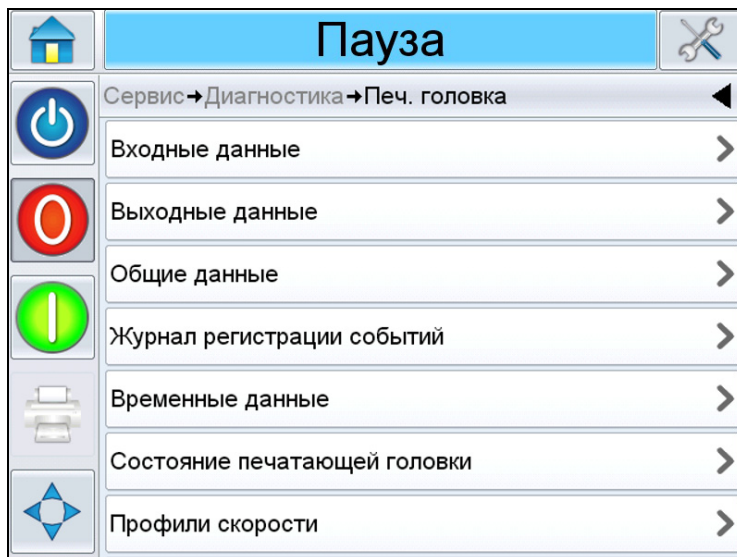 Пауза
Сервис→Диагностика→Печ. головка
Входные данные
Выходные данные
Общие данные
Журнал регистрации событий
Временные данные
Состояние печатающей головки
Профили скорости